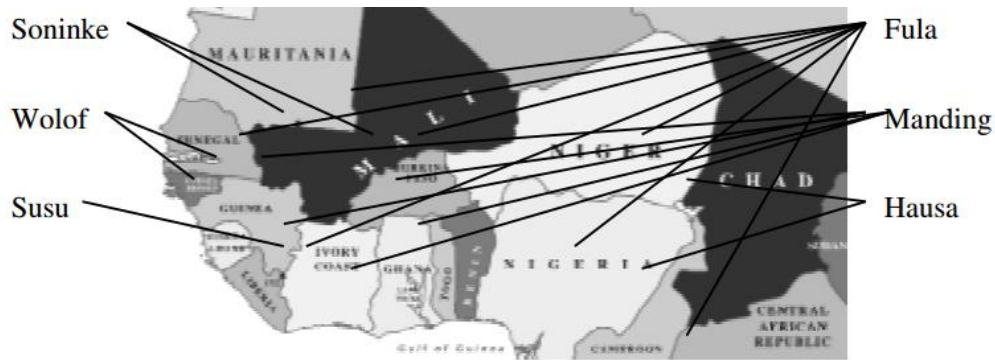 Soninke
Fula
MAURITANIA
Wolof
Manding
SENEGAL
MALI
NIGER
BURKINA
FASO
CHAD
Susu
Hausa
GUINEA
IVORY
COAST
GHANA
TOGO
BENIN
NIGERIA
SUDAN
LIBERIA
CENTRAL
AFRICAN
REPUBLIC
CAMEROON
Gulf of Guinea